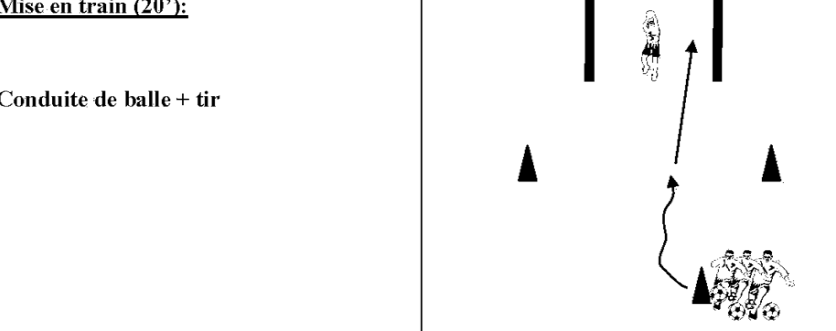 Mise en train (20’):
Conduite de balle + tir